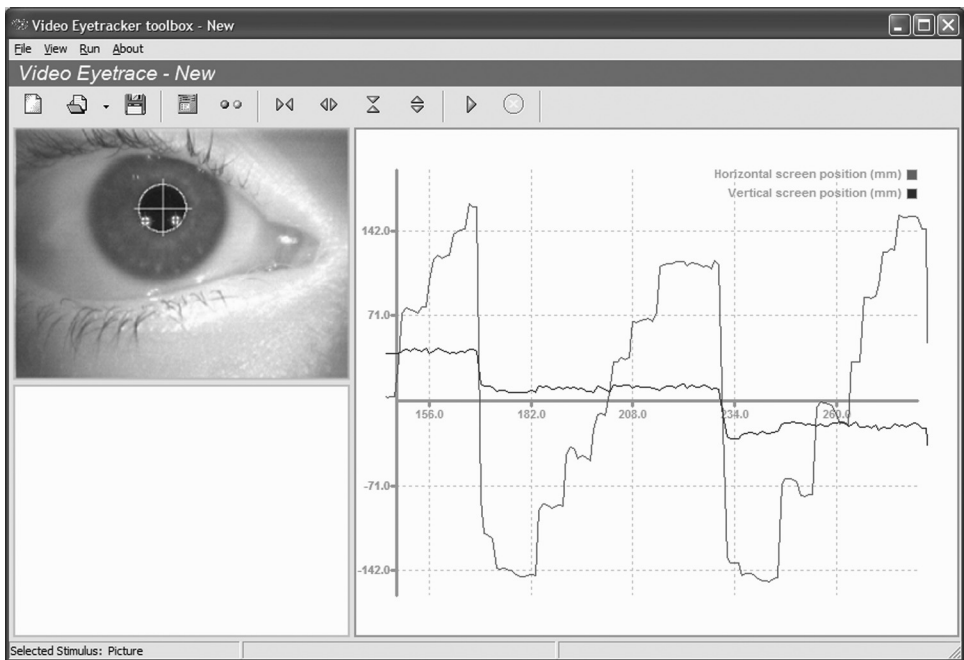 Video Eyetracker toolbox - New
File View Run About
Video Eyetrace - New
Horizontal screen position (mm)
Vertical screen position (mm)
142.0
71.0
156.0 182.0 208.0 234.0 260.0
-71.0
-142.0
Selected Stimulus: Picture